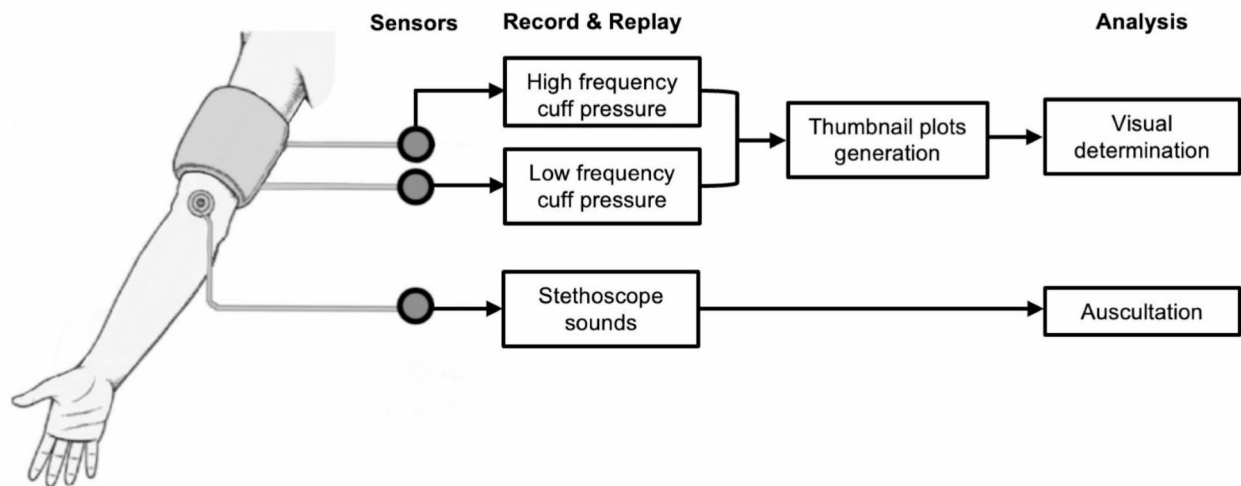 Sensors
Record & Replay
Analysis
High frequency
cuff pressure
Low frequency
cuff pressure
Thumbnail plots
generation
Visual
determination
Stethoscope
sounds
Auscultation